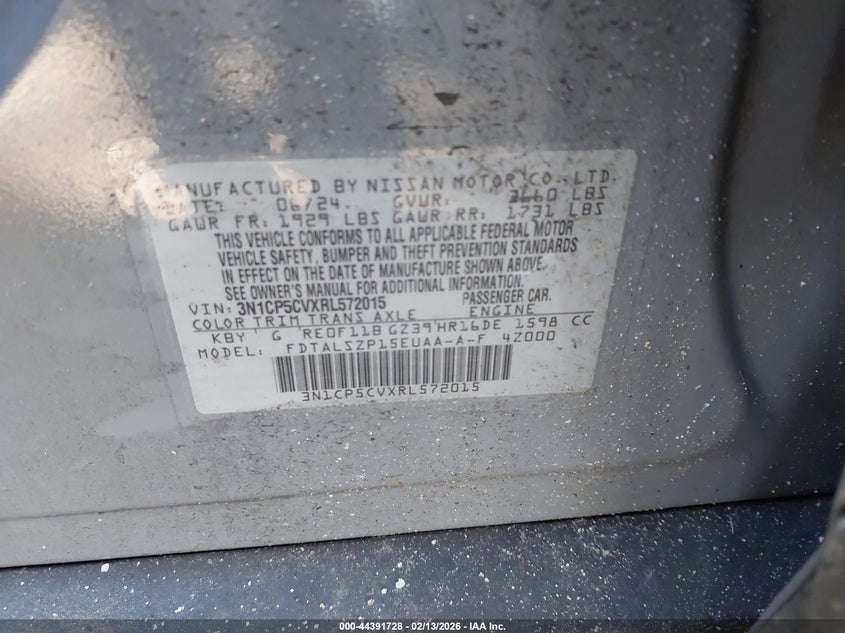 MANUFACTURED BY NISSAN MOTOR CO., LTD.
DATE: 06/24 GVWR: 3660 LBS
GAWR FR: 1929 LBS GAWR RR: 1731 LBS
THIS VEHICLE CONFORMS TO ALL APPLICABLE FEDERAL MOTOR
VEHICLE SAFETY, BUMPER AND THEFT PREVENTION STANDARDS
IN EFFECT ON THE DATE OF MANUFACTURE SHOWN ABOVE.
SEE OWNER'S MANUAL FOR ADDITIONAL INFORMATION.
VIN: 3N1CP5CVXRL572015 PASSENGER CAR.
COLOR TRIM TRANS AXLE ENGINE
KBY G RE0F11B GZ39 HR16DE 1598 CC
MODEL: FDTALSZP15EUAA-A-F 4Z000
3N1CP5CVXRL572015
000-44391728 — 02/13/2026 — IAA Inc.